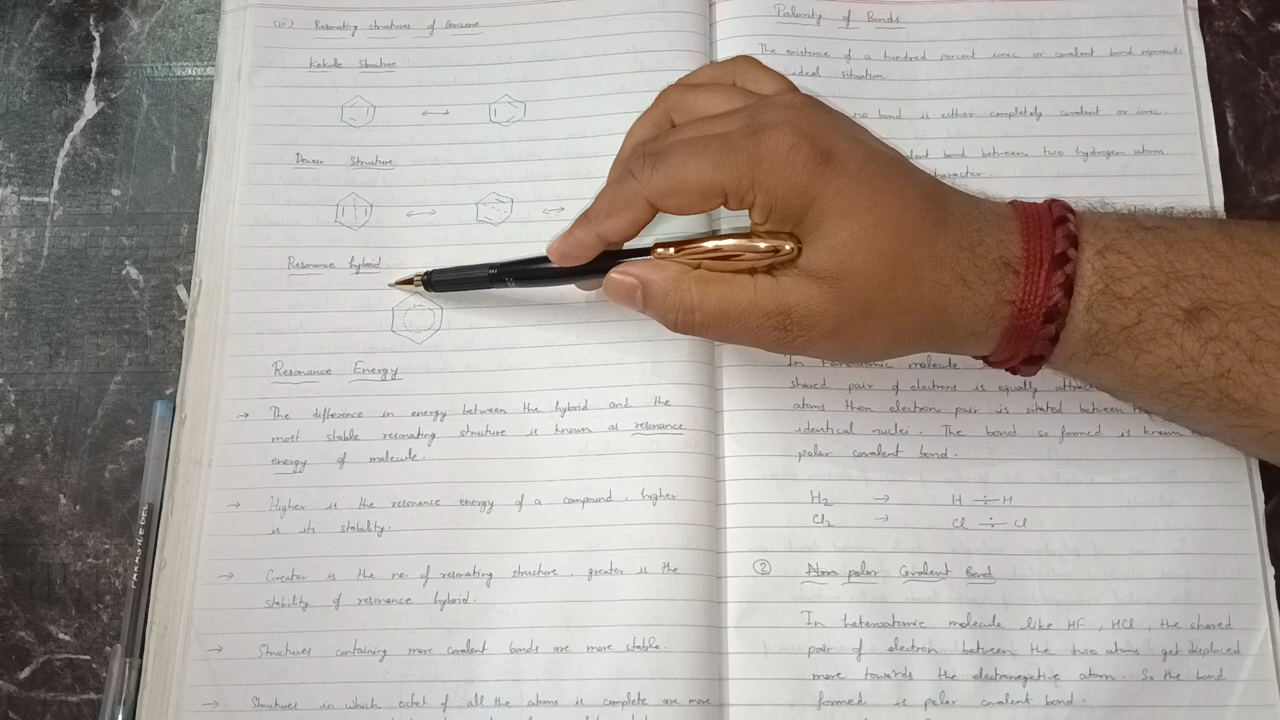 (iii) Resonating structures of Benzene
Kekule Structure
Dewar Structure
Resonance hybrid
Resonance Energy
→ The difference in energy between the hybrid and the
most stable resonating structure is known as resonance
energy of molecule.
→ Higher is the resonance energy of a compound, higher
is its stability.
→ Greater is the no. of resonating structure, greater is the
stability of resonance hybrid.
→ Structures containing more covalent bonds are more stable.
→ Structures in which octet of all the atoms is complete are more
PARAS ICE GEL
Polarity of Bonds
The existence of a hundred percent ionic or covalent bond represents
ideal situation
no bond is either completely covalent or ionic.
bond between two hydrogen atoms
character.
In molecule
shared pair of electrons is equally
atoms then electron pair is situated between
identical nuclei. The bond so formed is known
polar covalent bond.
H2 → H ÷ H
Cl2 → Cl ÷ Cl
② Non polar Covalent Bond
In heteroatomic molecule like HF, HCl, the shared
pair of electron between the two atoms get displaced
more towards the electronegative atom. So the bond
formed is polar covalent bond.